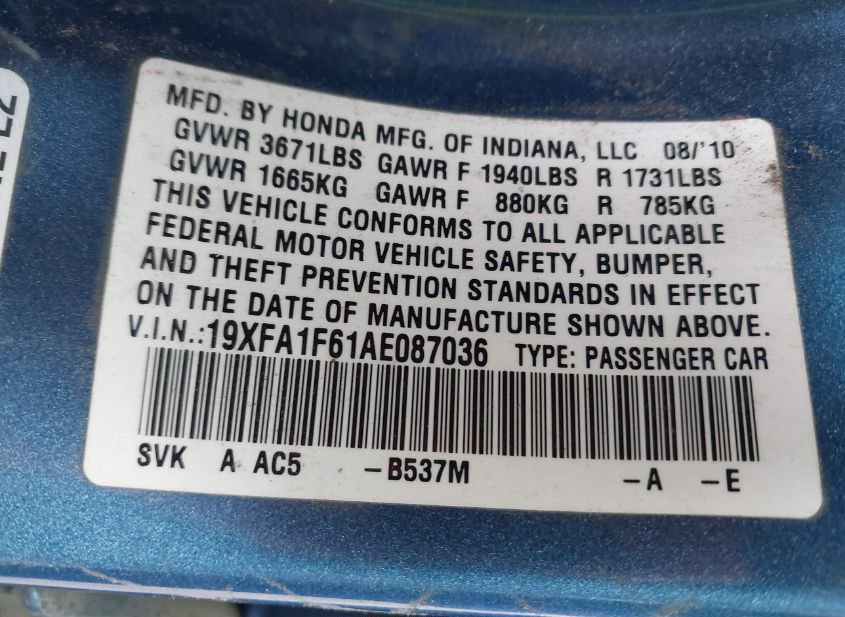 MFD. BY HONDA MFG. OF INDIANA, LLC 08/'10
GVWR 3671LBS GAWR F 1940LBS R 1731LBS
GVWR 1665KG GAWR F 880KG R 785KG
THIS VEHICLE CONFORMS TO ALL APPLICABLE
FEDERAL MOTOR VEHICLE SAFETY, BUMPER,
AND THEFT PREVENTION STANDARDS IN EFFECT
ON THE DATE OF MANUFACTURE SHOWN ABOVE.
V.I.N.:19XFA1F61AE087036 TYPE: PASSENGER CAR
SVK A AC5 -B537M -A -E